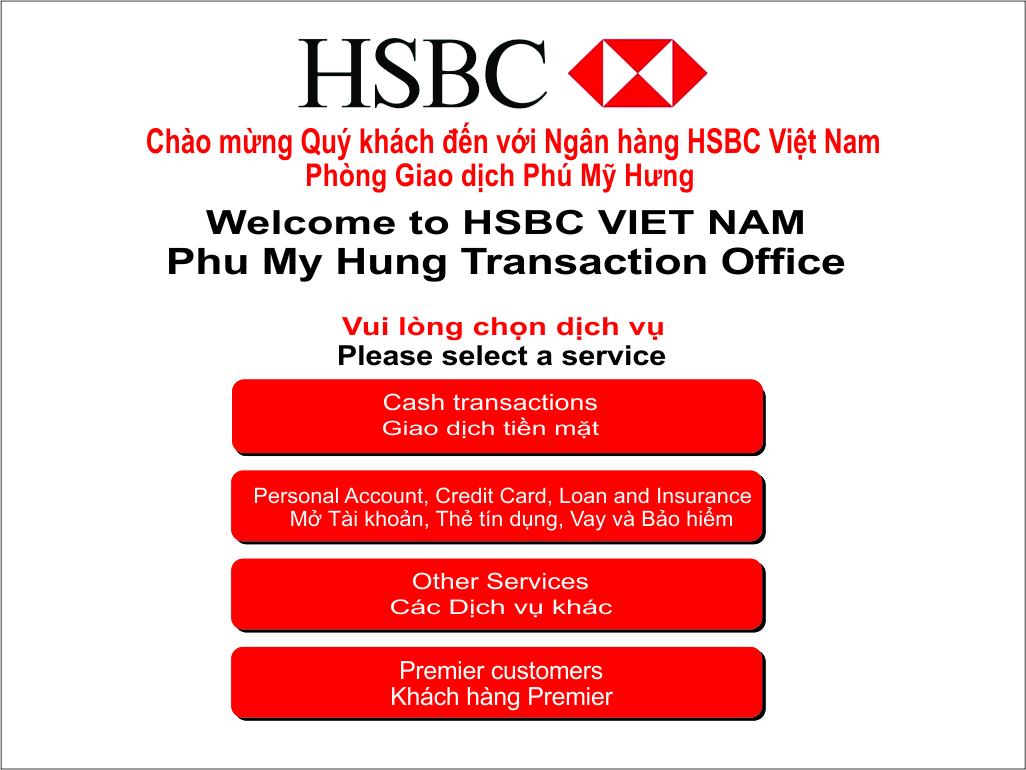 HSBC
Chào mừng Quý khách đến với Ngân hàng HSBC Việt Nam
Phòng Giao dịch Phú Mỹ Hưng
Welcome to HSBC VIET NAM
Phu My Hung Transaction Office
Vui lòng chọn dịch vụ
Please select a service
Cash transactions
Giao dịch tiền mặt
Personal Account, Credit Card, Loan and Insurance
Mở Tài khoản, Thẻ tín dụng, Vay và Bảo hiểm
Other Services
Các Dịch vụ khác
Premier customers
Khách hàng Premier